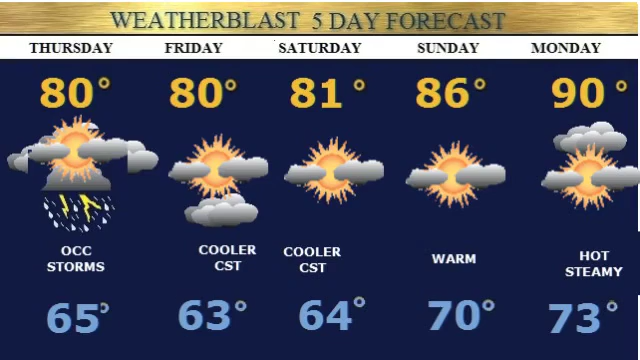 WEATHERBLAST 5 DAY FORECAST
THURSDAY FRIDAY SATURDAY SUNDAY MONDAY
80° 80° 81° 86° 90°
OCC STORMS
COOLER CST
COOLER CST
WARM
HOT STEAMY
65° 63° 64° 70° 73°